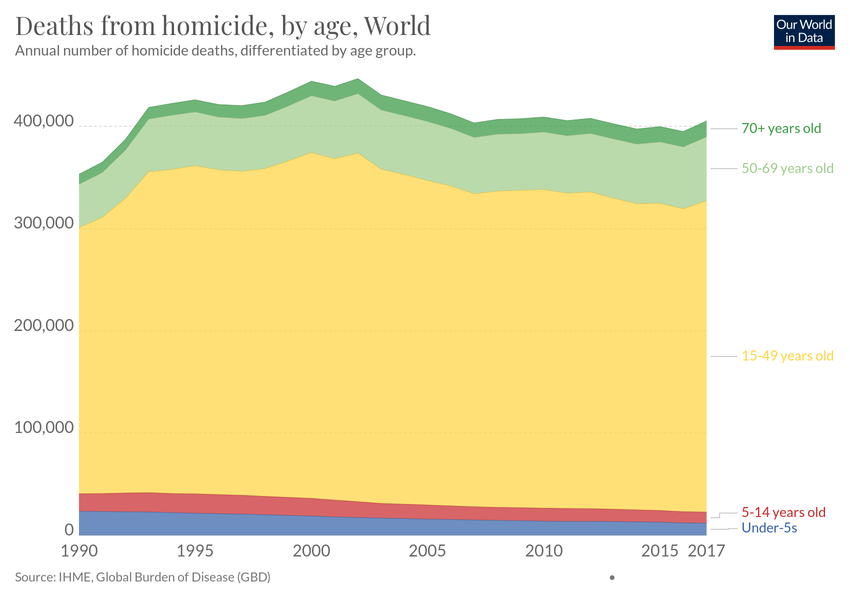 Deaths from homicide, by age, World
Annual number of homicide deaths, differentiated by age group.
Our World
in Data
400,000
300,000
200,000
100,000
0
70+ years old
50-69 years old
15-49 years old
5-14 years old
Under-5s
1990
1995
2000
2005
2010
2015
2017
Source: IHME, Global Burden of Disease (GBD)